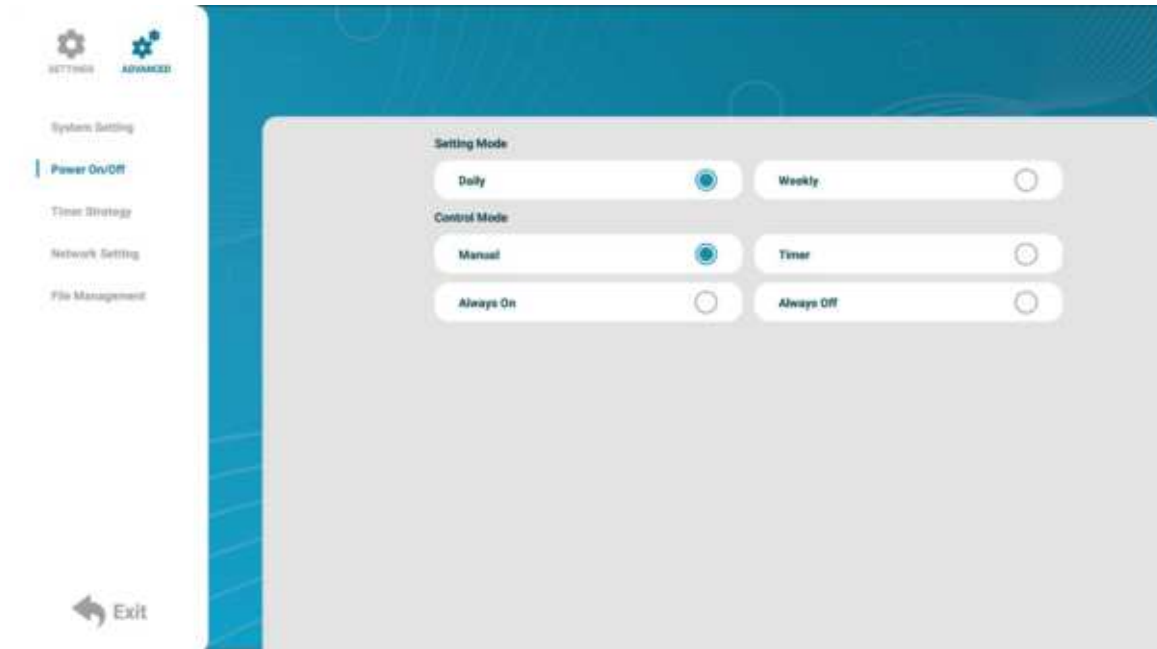 SETTINGS
ADVANCED
System Setting
Power On/Off
Timer Strategy
Network Setting
File Management
Exit
Setting Mode
Daily
Weekly
Control Mode
Manual
Timer
Always On
Always Off